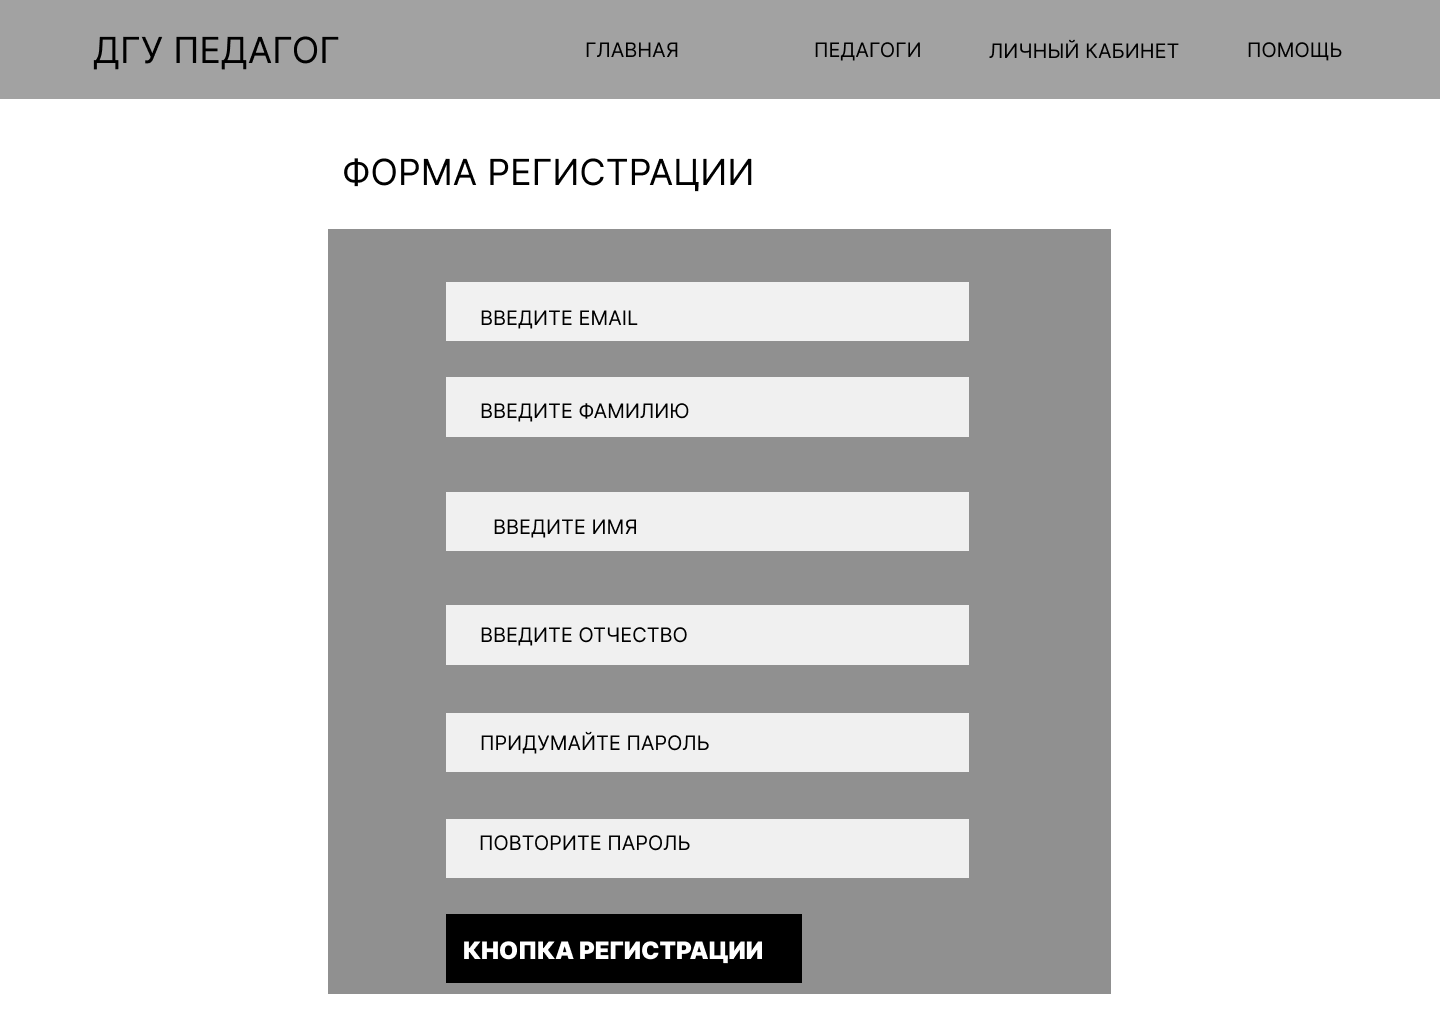 ДГУ ПЕДАГОГ
ГЛАВНАЯ
ПЕДАГОГИ
ЛИЧНЫЙ КАБИНЕТ
ПОМОЩЬ
ФОРМА РЕГИСТРАЦИИ
ВВЕДИТЕ EMAIL
ВВЕДИТЕ ФАМИЛИЮ
ВВЕДИТЕ ИМЯ
ВВЕДИТЕ ОТЧЕСТВО
ПРИДУМАЙТЕ ПАРОЛЬ
ПОВТОРИТЕ ПАРОЛЬ
КНОПКА РЕГИСТРАЦИИ